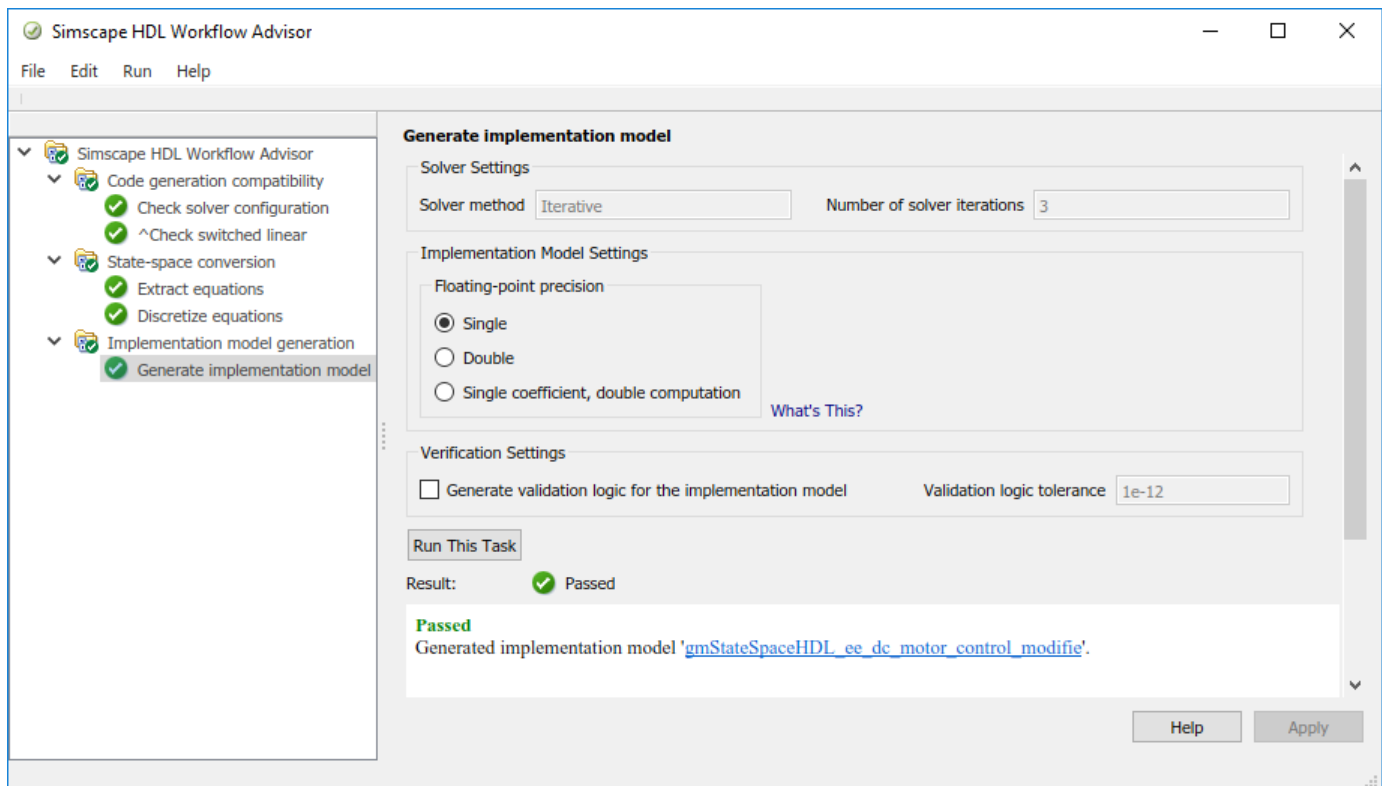 Simscape HDL Workflow Advisor
File Edit Run Help
Simscape HDL Workflow Advisor
Code generation compatibility
Check solver configuration
^Check switched linear
State-space conversion
Extract equations
Discretize equations
Implementation model generation
Generate implementation model
Generate implementation model
Solver Settings
Solver method Iterative Number of solver iterations 3
Implementation Model Settings
Floating-point precision
Single
Double
Single coefficient, double computation
What's This?
Verification Settings
Generate validation logic for the implementation model Validation logic tolerance 1e-12
Run This Task
Result: Passed
Passed
Generated implementation model 'gmStateSpaceHDL_ee_dc_motor_control_modifie'.
Help Apply